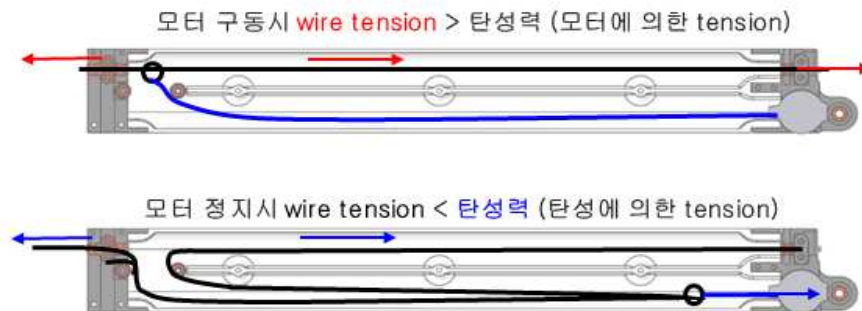 모터 구동시 wire tension > 탄성력 (모터에 의한 tension)
모터 정지시 wire tension < 탄성력 (탄성에 의한 tension)